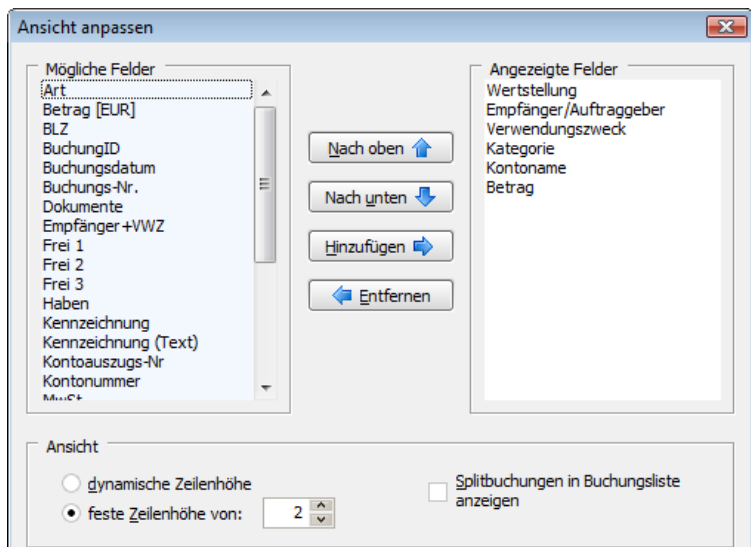 Ansicht anpassen
Mögliche Felder
Art
Betrag [EUR]
BLZ
BuchungID
Buchungsdatum
Buchungs-Nr.
Dokumente
Empfänger+VWZ
Frei 1
Frei 2
Frei 3
Haben
Kennzeichnung
Kennzeichnung (Text)
Kontoauszugs-Nr
Kontonummer
MwSt
Nach oben
Nach unten
Hinzufügen
Entfernen
Angezeigte Felder
Wertstellung
Empfänger/Auftraggeber
Verwendungszweck
Kategorie
Kontoname
Betrag
Ansicht
dynamische Zeilenhöhe
feste Zeilenhöhe von: 2
Splitbuchungen in Buchungsliste
anzeigen